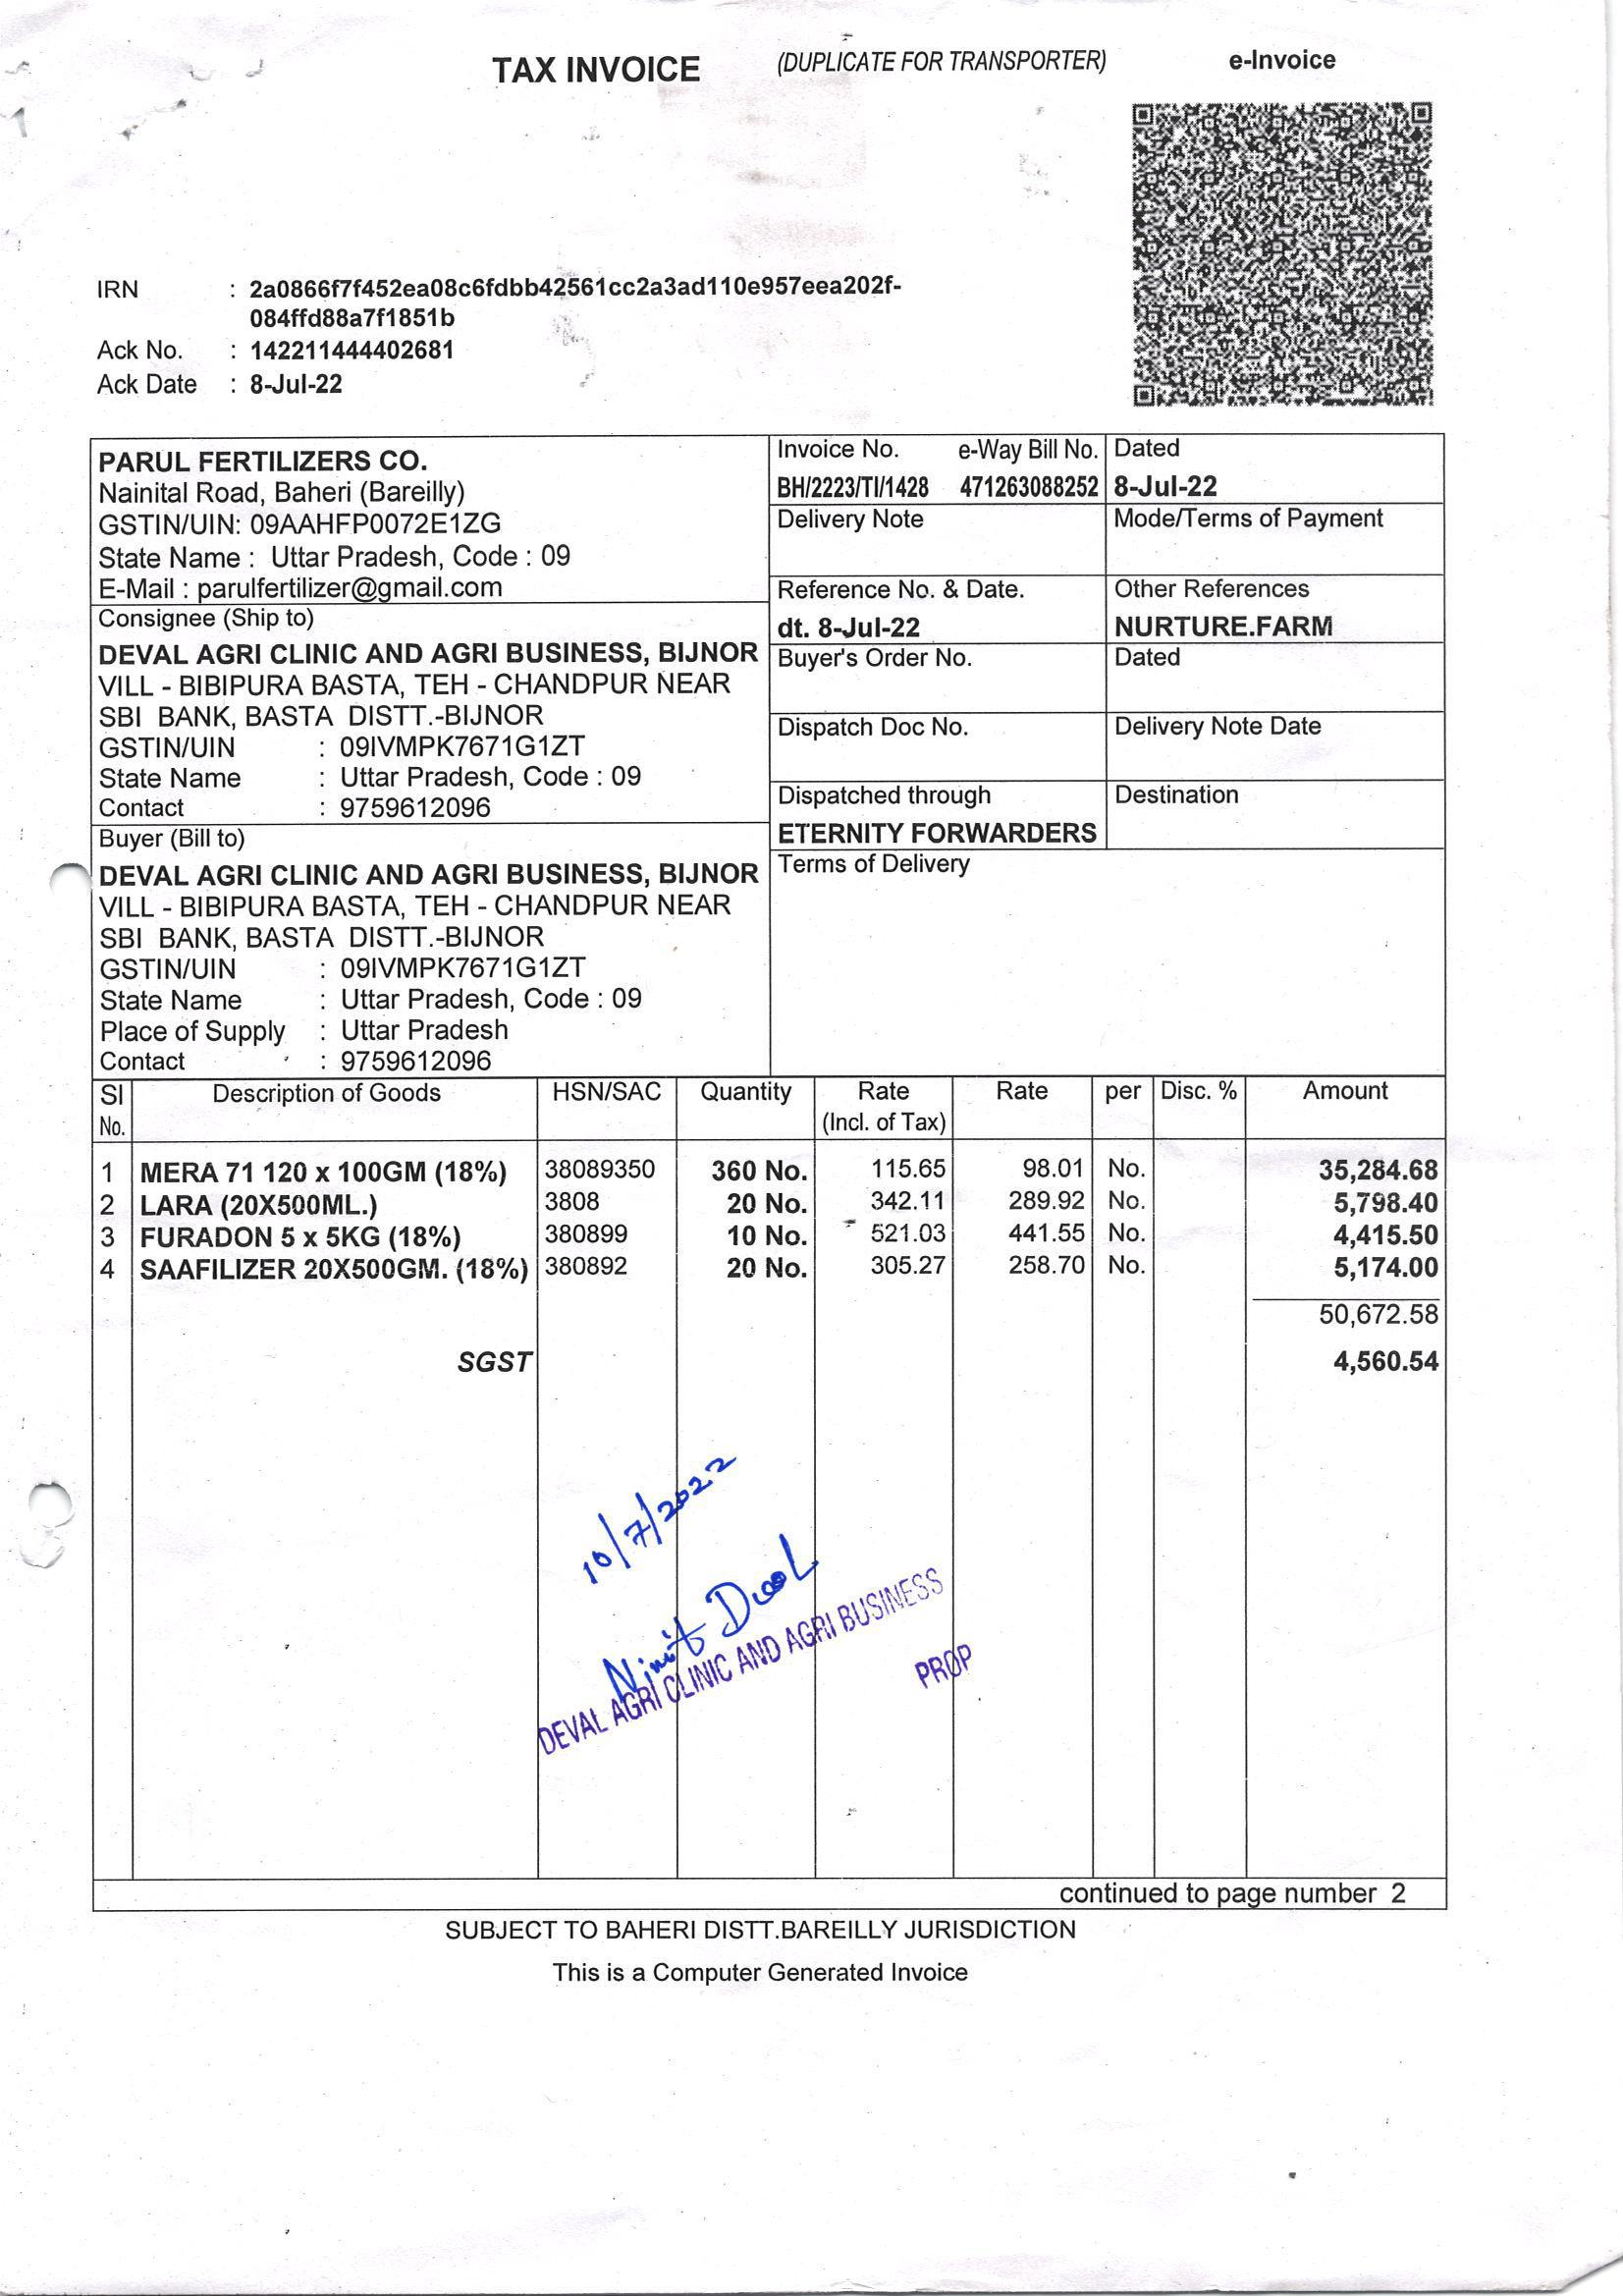 TAX INVOICE (DUPLICATE FOR TRANSPORTER) e-Invoice
IRN : 2a0866f7f452ea08c6fdbb42561cc2a3ad110e957eea202f-
084ffd88a7f1851b
Ack No. : 142211444402681
Ack Date : 8-Jul-22
PARUL FERTILIZERS CO.
Nainital Road, Baheri (Bareilly)
GSTIN/UIN: 09AAHFP0072E1ZG
State Name : Uttar Pradesh, Code : 09
E-Mail : parulfertilizer@gmail.com
Consignee (Ship to)
DEVAL AGRI CLINIC AND AGRI BUSINESS, BIJNOR
VILL - BIBIPURA BASTA, TEH - CHANDPUR NEAR
SBI BANK, BASTA DISTT.-BIJNOR
GSTIN/UIN : 09IVMPK7671G1ZT
State Name : Uttar Pradesh, Code : 09
Contact : 9759612096
Buyer (Bill to)
DEVAL AGRI CLINIC AND AGRI BUSINESS, BIJNOR
VILL - BIBIPURA BASTA, TEH - CHANDPUR NEAR
SBI BANK, BASTA DISTT.-BIJNOR
GSTIN/UIN : 09IVMPK7671G1ZT
State Name : Uttar Pradesh, Code : 09
Place of Supply : Uttar Pradesh
Contact : 9759612096
Invoice No. e-Way Bill No. Dated
BH/2223/TI/1428 471263088252 8-Jul-22
Delivery Note Mode/Terms of Payment
Reference No. & Date. Other References
dt. 8-Jul-22 NURTURE.FARM
Buyer's Order No. Dated
Dispatch Doc No. Delivery Note Date
Dispatched through Destination
ETERNITY FORWARDERS
Terms of Delivery
Sl Description of Goods HSN/SAC Quantity Rate Rate per Disc. % Amount
No. (Incl. of Tax)
1 MERA 71 120 x 100GM (18%) 38089350 360 No. 115.65 98.01 No. 35,284.68
2 LARA (20X500ML.) 3808 20 No. 342.11 289.92 No. 5,798.40
3 FURADON 5 x 5KG (18%) 380899 10 No. 521.03 441.55 No. 4,415.50
4 SAAFILIZER 20X500GM. (18%) 380892 20 No. 305.27 258.70 No. 5,174.00
50,672.58
SGST 4,560.54
10/7/2022
Nimit
DEVAL AGRI CLINIC AND AGRI BUSINESS
PROP
continued to page number 2
SUBJECT TO BAHERI DISTT.BAREILLY JURISDICTION
This is a Computer Generated Invoice